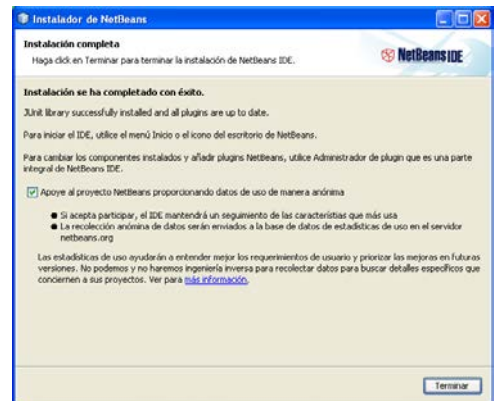 Instalador de NetBeans
Instalación completa
Haga click en Terminar para terminar la instalación de NetBeans IDE.
NetBeans IDE
Instalación se ha completado con éxito.
JUnit library successfully installed and all plugins are up to date.
Para iniciar el IDE, utilice el menú Inicio o el icono del escritorio de NetBeans.
Para cambiar los componentes instalados y añadir plugins NetBeans, utilice Administrador de plugin que es una parte
integral de NetBeans IDE.
Apoye al proyecto NetBeans proporcionando datos de uso de manera anónima
● Si acepta participar, el IDE mantendrá un seguimiento de las características que más usa
● La recolección anónima de datos serán enviados a la base de datos de estadísticas de uso en el servidor
netbeans.org
Las estadísticas de uso ayudarán a entender mejor los requerimientos de usuario y priorizar las mejoras en futuras
versiones. No podemos y no haremos ingeniería inversa para recolectar datos para buscar detalles específicos que
conciernen a sus proyectos. Ver para más información.
Terminar